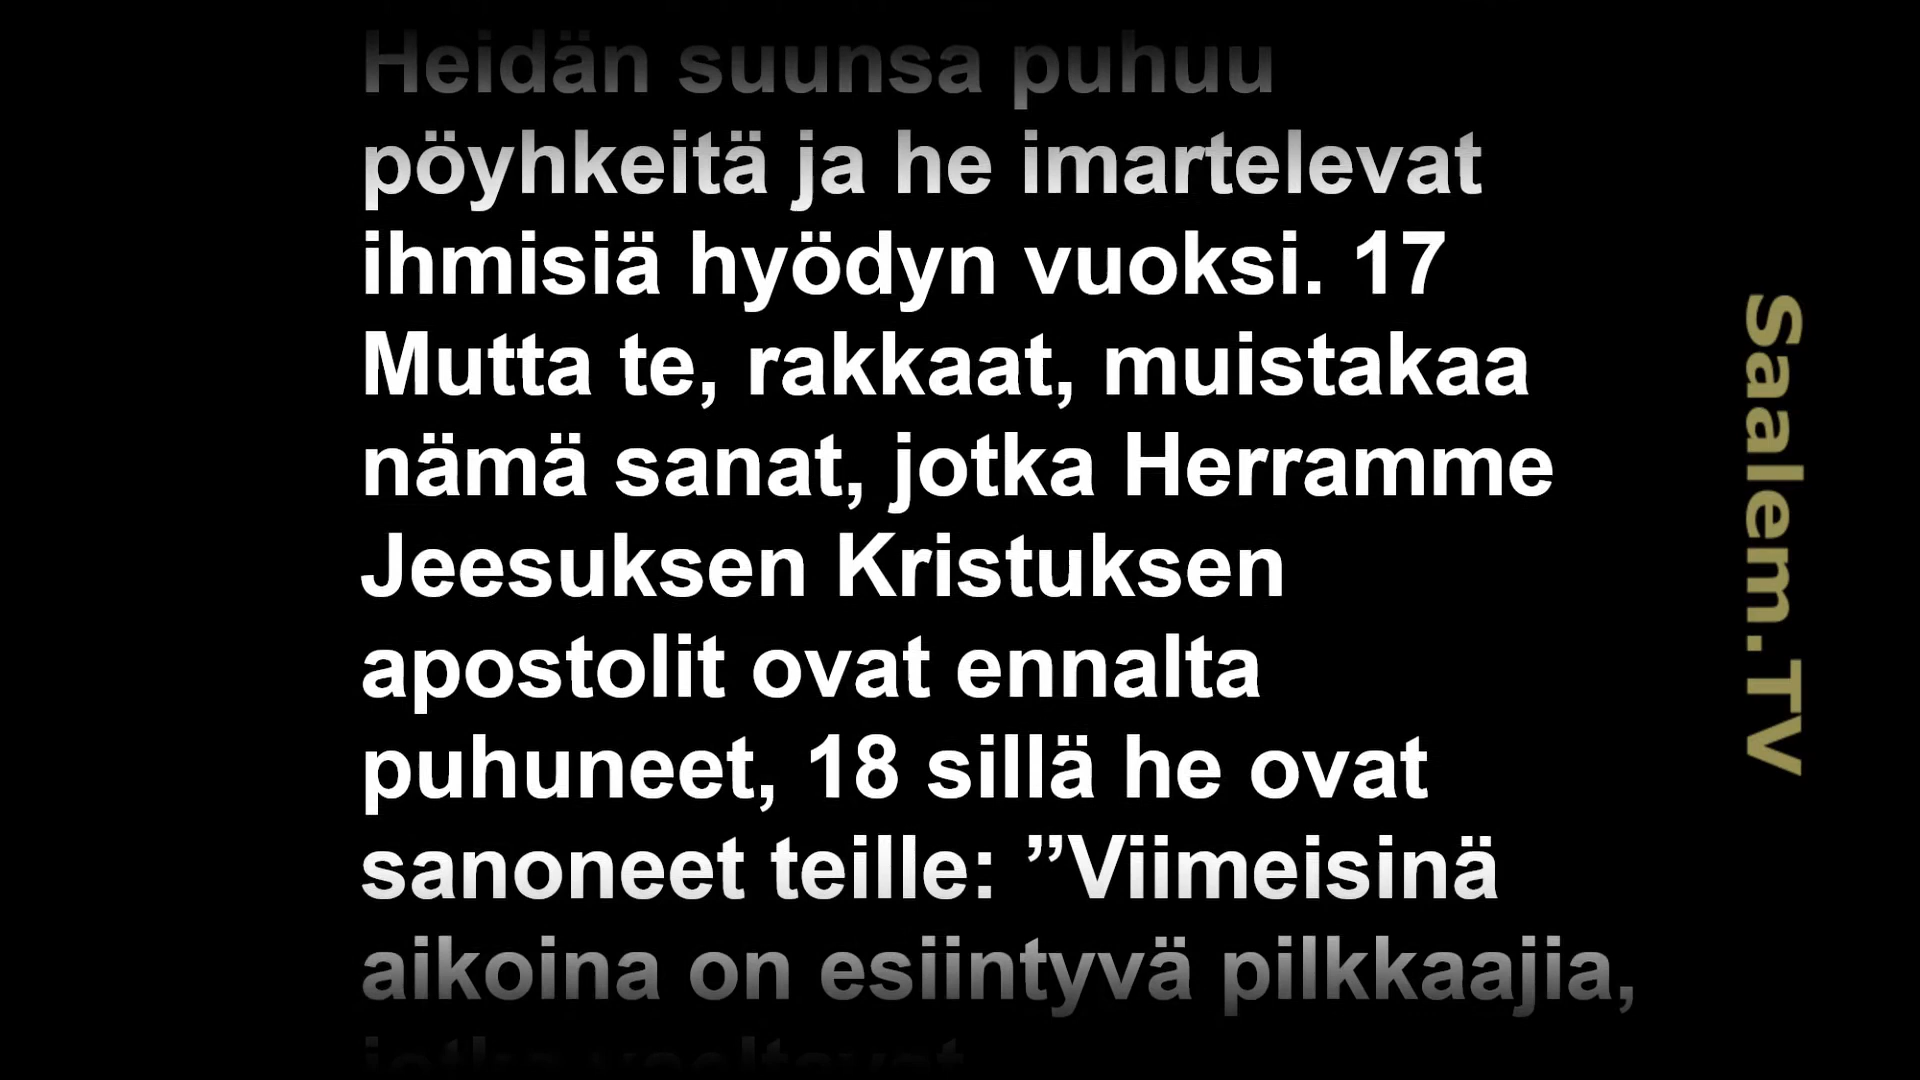 Heidän suunsa puhuu
pöyhkeitä ja he imartelevat
ihmisiä hyödyn vuoksi. 17
Mutta te, rakkaat, muistakaa
nämä sanat, jotka Herramme
Jeesuksen Kristuksen
apostolit ovat ennalta
puhuneet, 18 sillä he ovat
sanoneet teille: ”Viimeisinä
aikoina on esiintyvä pilkkaajia,
Saalem.TV